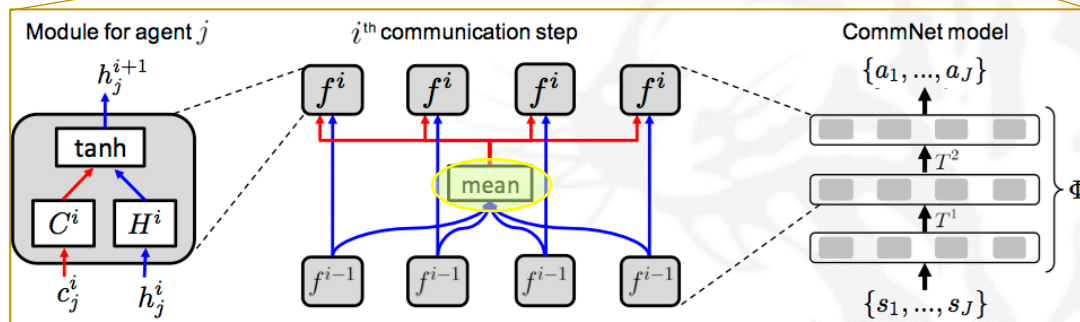 Module for agent j
h_j^{i+1}
tanh
C^i H^i
c_j^i h_j^i
i^{th} communication step
f^i f^i f^i f^i
mean
f^{i-1} f^{i-1} f^{i-1} f^{i-1}
CommNet model
{a_1, ..., a_J}
T^2
T^1
Φ
{s_1, ..., s_J}